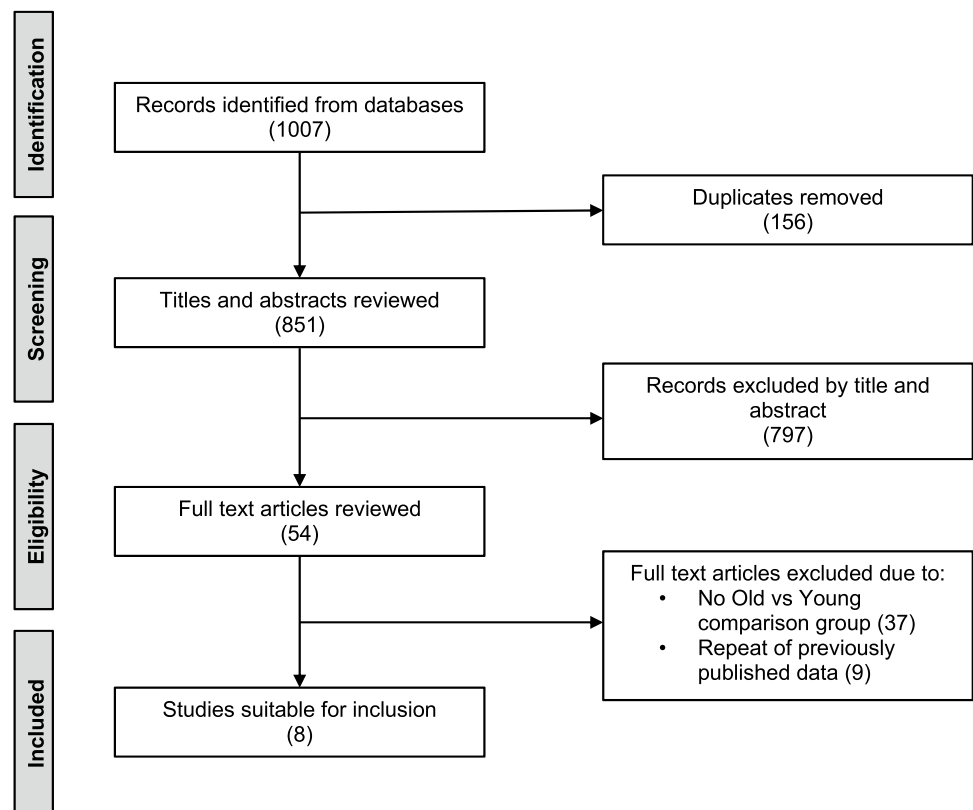 Identification
Records identified from databases
(1007)
Duplicates removed
(156)
Screening
Titles and abstracts reviewed
(851)
Records excluded by title and
abstract
(797)
Eligibility
Full text articles reviewed
(54)
Full text articles excluded due to:
• No Old vs Young
comparison group (37)
• Repeat of previously
published data (9)
Included
Studies suitable for inclusion
(8)